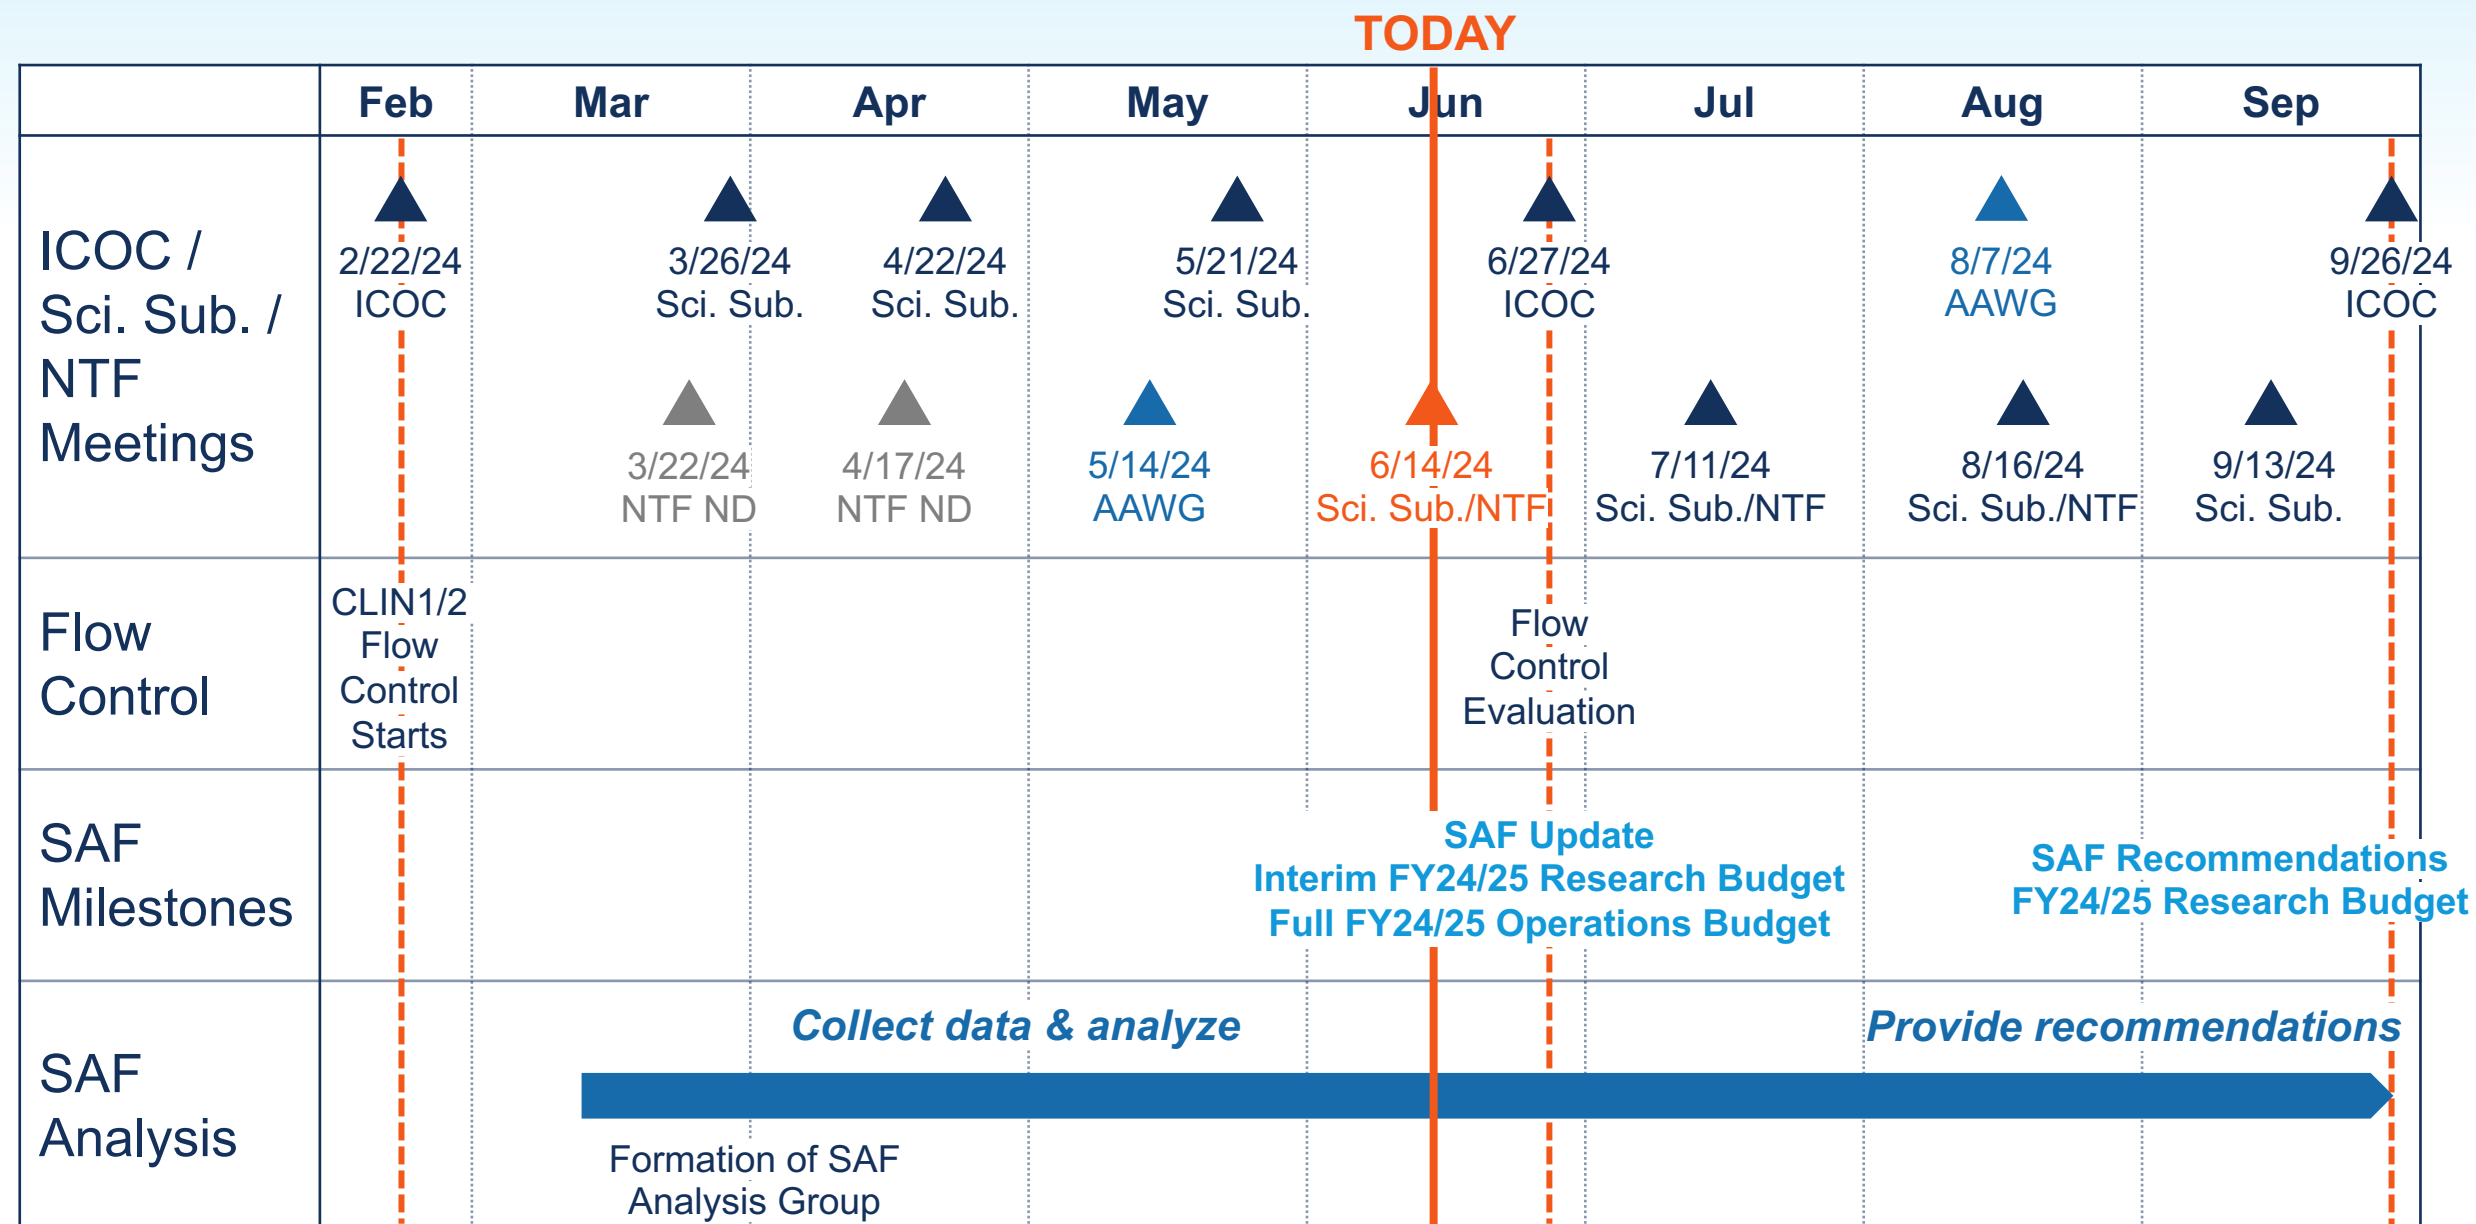 TODAY
Feb Mar Apr May Jun Jul Aug Sep
ICOC /
Sci. Sub. /
NTF
Meetings
2/22/24
ICOC
3/26/24
Sci. Sub.
4/22/24
Sci. Sub.
5/21/24
Sci. Sub.
6/27/24
ICOC
8/7/24
AAWG
9/26/24
ICOC
3/22/24
NTF ND
4/17/24
NTF ND
5/14/24
AAWG
6/14/24
Sci. Sub./NTF
7/11/24
Sci. Sub./NTF
8/16/24
Sci. Sub./NTF
9/13/24
Sci. Sub.
Flow
Control
CLIN1/2
Flow
Control
Starts
Flow
Control
Evaluation
SAF
Milestones
SAF Update
Interim FY24/25 Research Budget
Full FY24/25 Operations Budget
SAF Recommendations
FY24/25 Research Budget
SAF
Analysis
Collect data & analyze
Provide recommendations
Formation of SAF
Analysis Group